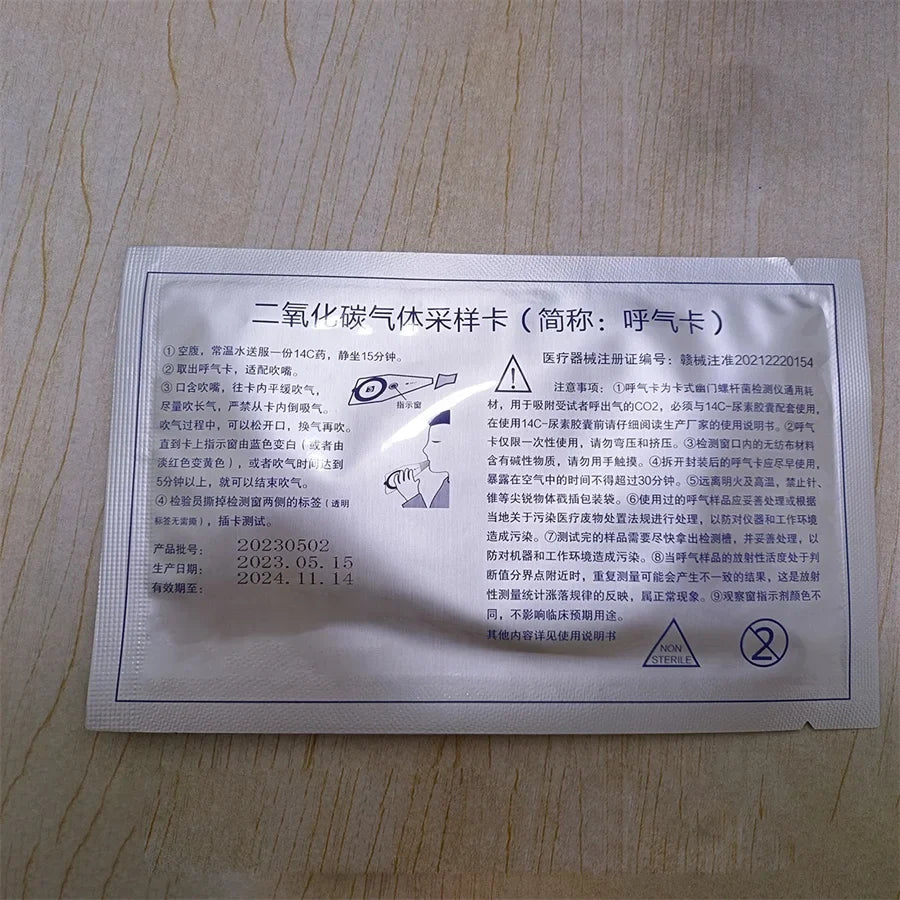 二氧化碳气体采样卡（简称：呼气卡）
①空腹，常温水送服一份14C药，静坐15分钟。
②取出呼气卡，适配吹嘴。
③口含吹嘴，往卡内平缓吹气，
尽量吹长气，严禁从卡内倒吸气。
吹气过程中，可以松开口，换气再吹。
直到卡上指示窗由蓝色变白（或者由
淡红色变黄色），或者吹气时间达到
5分钟以上，就可以结束吹气。
④检验员撕掉检测窗两侧的标签（透明
标签无需撕），插卡测试。
指示窗
产品批号： 20230502
生产日期： 2023.05.15
有效期至： 2024.11.14
医疗器械注册证编号：赣械注准20212220154
注意事项：①呼气卡为卡式幽门螺杆菌检测仪通用耗
材，用于吸附受试者呼出气的CO2，必须与14C-尿素胶囊配套使用，
在使用14C-尿素胶囊前请仔细阅读生产厂家的使用说明书。②呼气
卡仅限一次性使用，请勿弯压和挤压。③检测窗口内的无纺布材料
含有碱性物质，请勿用手触摸。④拆开封装后的呼气卡应尽早使用，
暴露在空气中的时间不得超过30分钟。⑤远离明火及高温，禁止针、
锥等尖锐物体戳插包装袋。⑥使用过的呼气样品应妥善处理或根据
当地关于污染医疗废物处置法规进行处理，以防对仪器和工作环境
造成污染。⑦测试完的样品需要尽快拿出检测槽，并妥善处理，以
防对机器和工作环境造成污染。⑧当呼气样品的放射性活度处于判
断值分界点附近时，重复测量可能会产生不一致的结果，这是放射
性测量统计涨落规律的反映，属正常现象。⑨观察窗指示剂颜色不
同，不影响临床预期用途。
其他内容详见使用说明书
NON
STERILE
2